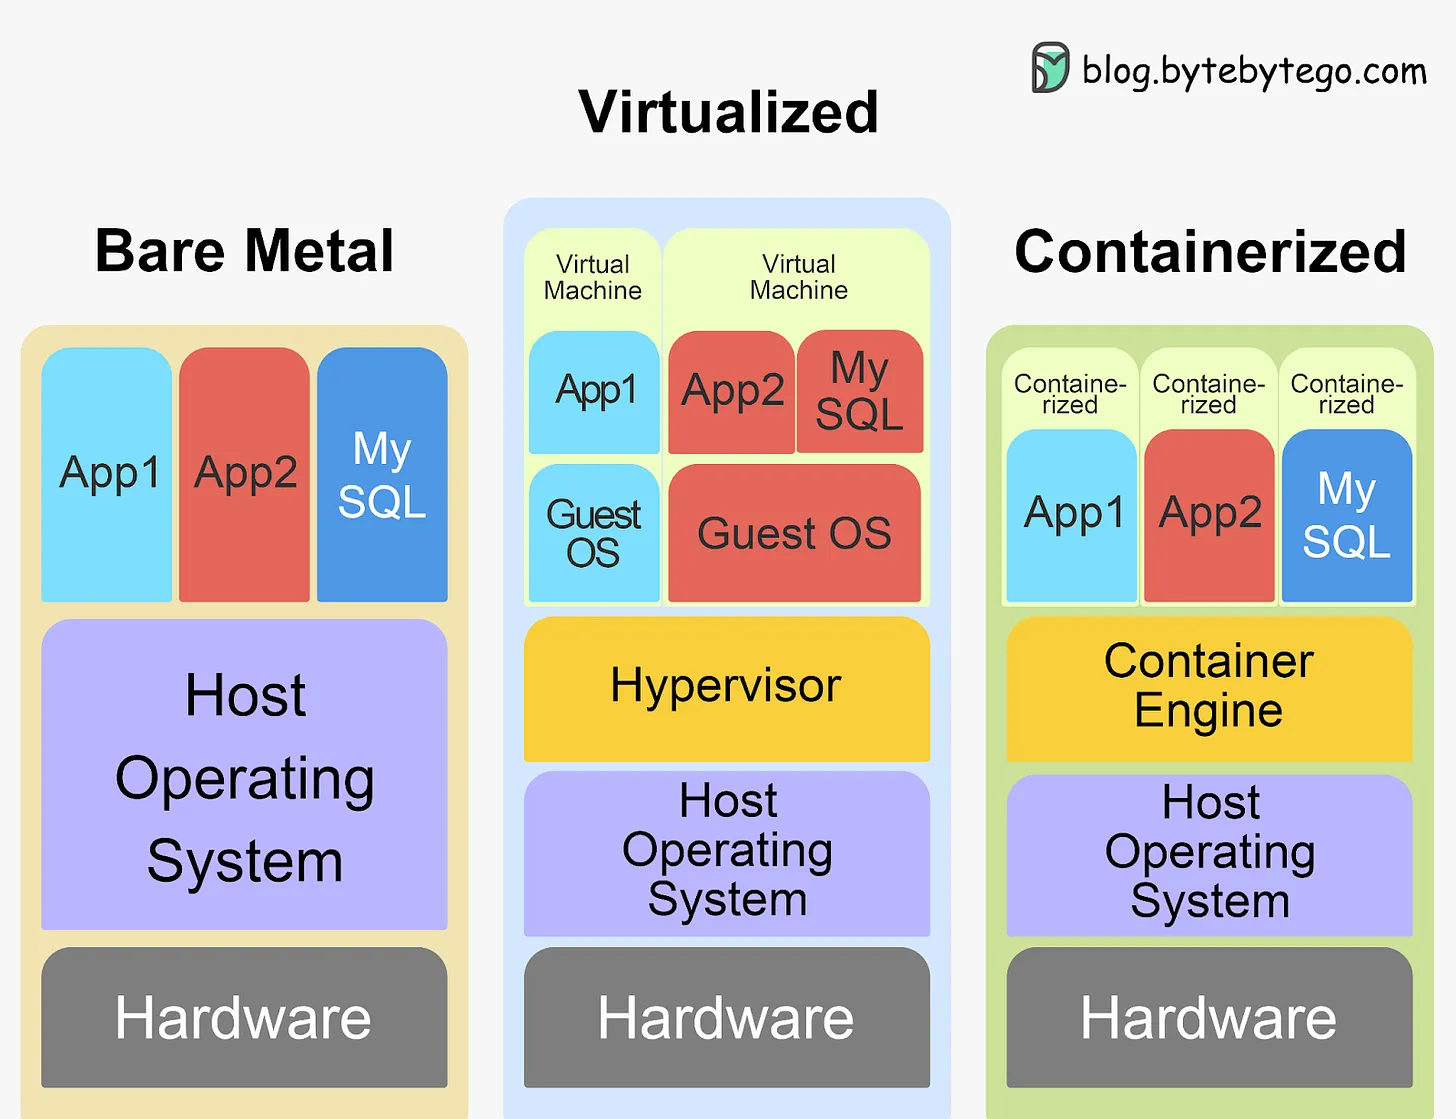 blog.bytebytego.com
Virtualized
Bare Metal
Containerized
App1
App2
My
SQL
Host
Operating
System
Hardware
Virtual
Machine
Virtual
Machine
App1
App2
My
SQL
Guest
OS
Guest OS
Hypervisor
Host
Operating
System
Hardware
Containe-
rized
Containe-
rized
Containe-
rized
App1
App2
My
SQL
Container
Engine
Host
Operating
System
Hardware